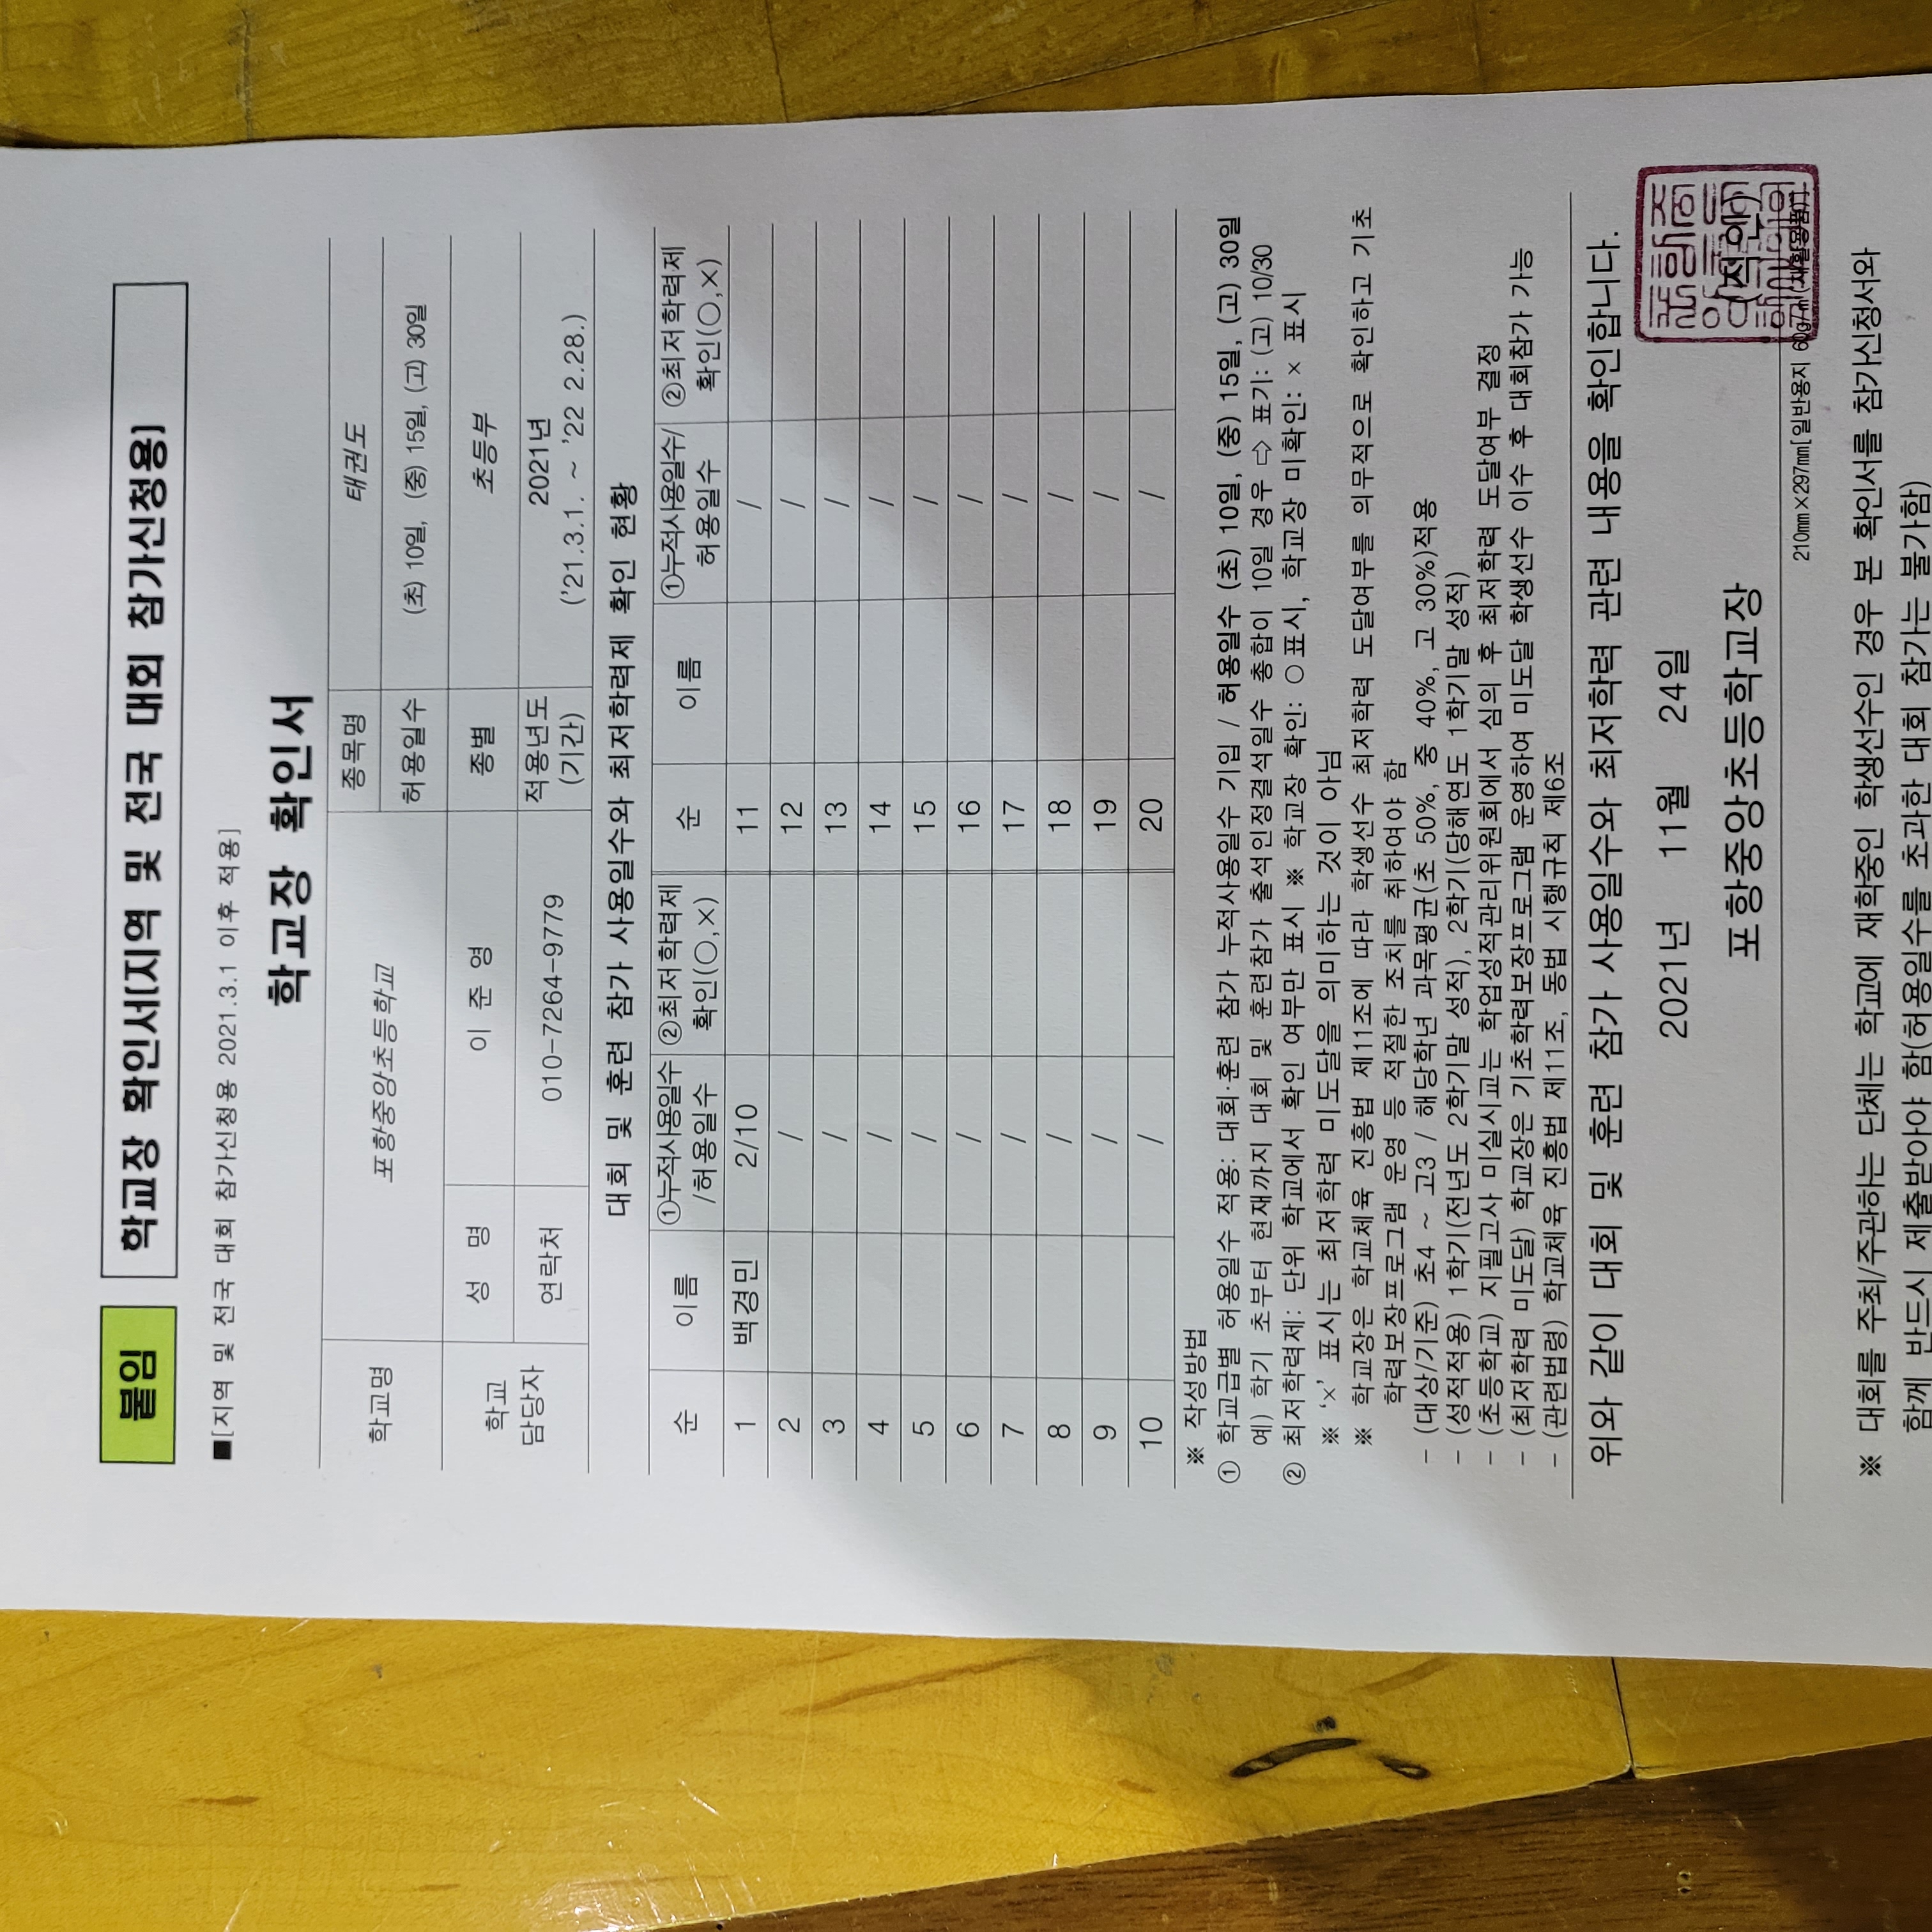 붙임
학교장 확인서[지역 및 전국 대회 참가신청용]
■[지역 및 전국 대회 참가신청용 2021.3.1 이후 적용]
학교장 확인서
학교명 포항중앙초등학교 종목명 태권도
허용일수 (초) 10일, (중) 15일, (고) 30일
학교 담당자 성 명 이 준 영 종별 초등부
연락처 010-7264-9779 적용년도 (기간) 2021년 ('21.3.1. ~ '22 2.28.)
대회 및 훈련 참가 사용일수와 최저학력제 확인 현황
순 이름 ①누적사용일수/허용일수 ②최저학력제 확인(○,×) 순 이름 ①누적사용일수/허용일수 ②최저학력제 확인(○,×)
1 백경민 2/10 11 /
2 / 12 /
3 / 13 /
4 / 14 /
5 / 15 /
6 / 16 /
7 / 17 /
8 / 18 /
9 / 19 /
10 / 20 /
※ 작성방법
① 학교급별 허용일수 적용: 대회·훈련 참가 누적사용일수 기입 / 허용일수 (초) 10일, (중) 15일, (고) 30일
예) 학기 초부터 현재까지 대회 및 훈련참가 출석인정결석일수 총합이 10일 경우 ⇨ 표기: (고) 10/30
② 최저학력제: 단위 학교에서 확인 여부만 표시 ※ 학교장 확인: ○표시, 학교장 미확인: × 표시
※ '×' 표시는 최저학력 미도달을 의미하는 것이 아님
※ 학교장은 학교체육 진흥법 제11조에 따라 학생선수 최저학력 도달여부를 의무적으로 확인하고 기초
학력보장프로그램 운영 등 적절한 조치를 취하여야 함
- (대상/기준) 초4 ~ 고3 / 해당학년 과목평균(초 50%, 중 40%, 고 30%)적용
- (성적적용) 1학기(전년도 2학기말 성적), 2학기(당해연도 1학기말 성적)
- (초등학교) 지필고사 미실시교는 학업성적관리위원회에서 심의 후 최저학력 도달여부 결정
- (최저학력 미도달) 학교장은 기초학력보장프로그램 운영하여 미도달 학생선수 이수 후 대회참가 가능
- (관련법령) 학교체육 진흥법 제11조, 동법 시행규칙 제6조
위와 같이 대회 및 훈련 참가 사용일수와 최저학력 관련 내용을 확인합니다.
2021년 11월 24일
포항중앙초등학교장 (직인)
210㎜×297㎜[일반용지 60g/㎡(재활용품)]
※ 대회를 주최/주관하는 단체는 학교에 재학중인 학생선수인 경우 본 확인서를 참가신청서와
함께 반드시 제출받아야 함(허용일수를 초과한 대회 참가는 불가함)